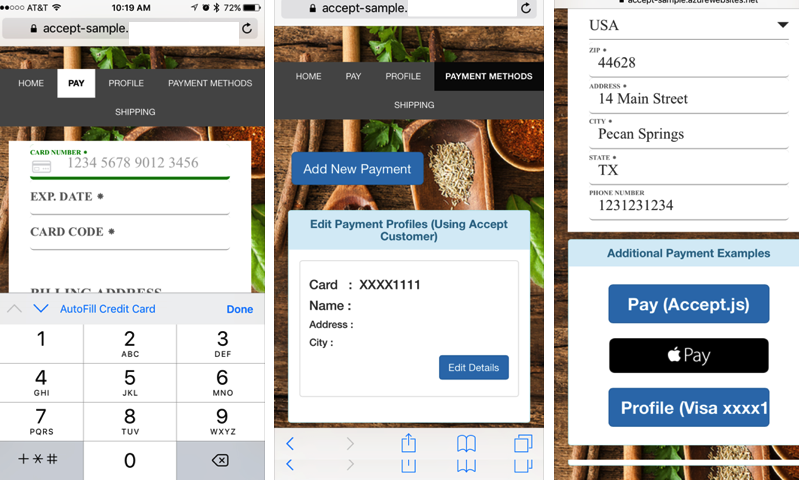 AT&T 10:19 AM 72%
accept-sample.
HOME PAY PROFILE PAYMENT METHODS
SHIPPING
CARD NUMBER *
1234 5678 9012 3456
EXP. DATE *
CARD CODE *
BILLING ADDRESS
AutoFill Credit Card Done
1 2 3
ABC DEF
4 5 6
GHI JKL MNO
7 8 9
PQRS TUV WXYZ
+*# 0
accept-sample.
HOME PAY PROFILE PAYMENT METHODS
SHIPPING
Add New Payment
Edit Payment Profiles (Using Accept
Customer)
Card : XXXX1111
Name :
Address :
City :
Edit Details
accept-sample.azurewebsites.net
USA
ZIP *
44628
ADDRESS *
14 Main Street
CITY *
Pecan Springs
STATE *
TX
PHONE NUMBER
1231231234
Additional Payment Examples
Pay (Accept.js)
Pay
Profile (Visa xxxx1